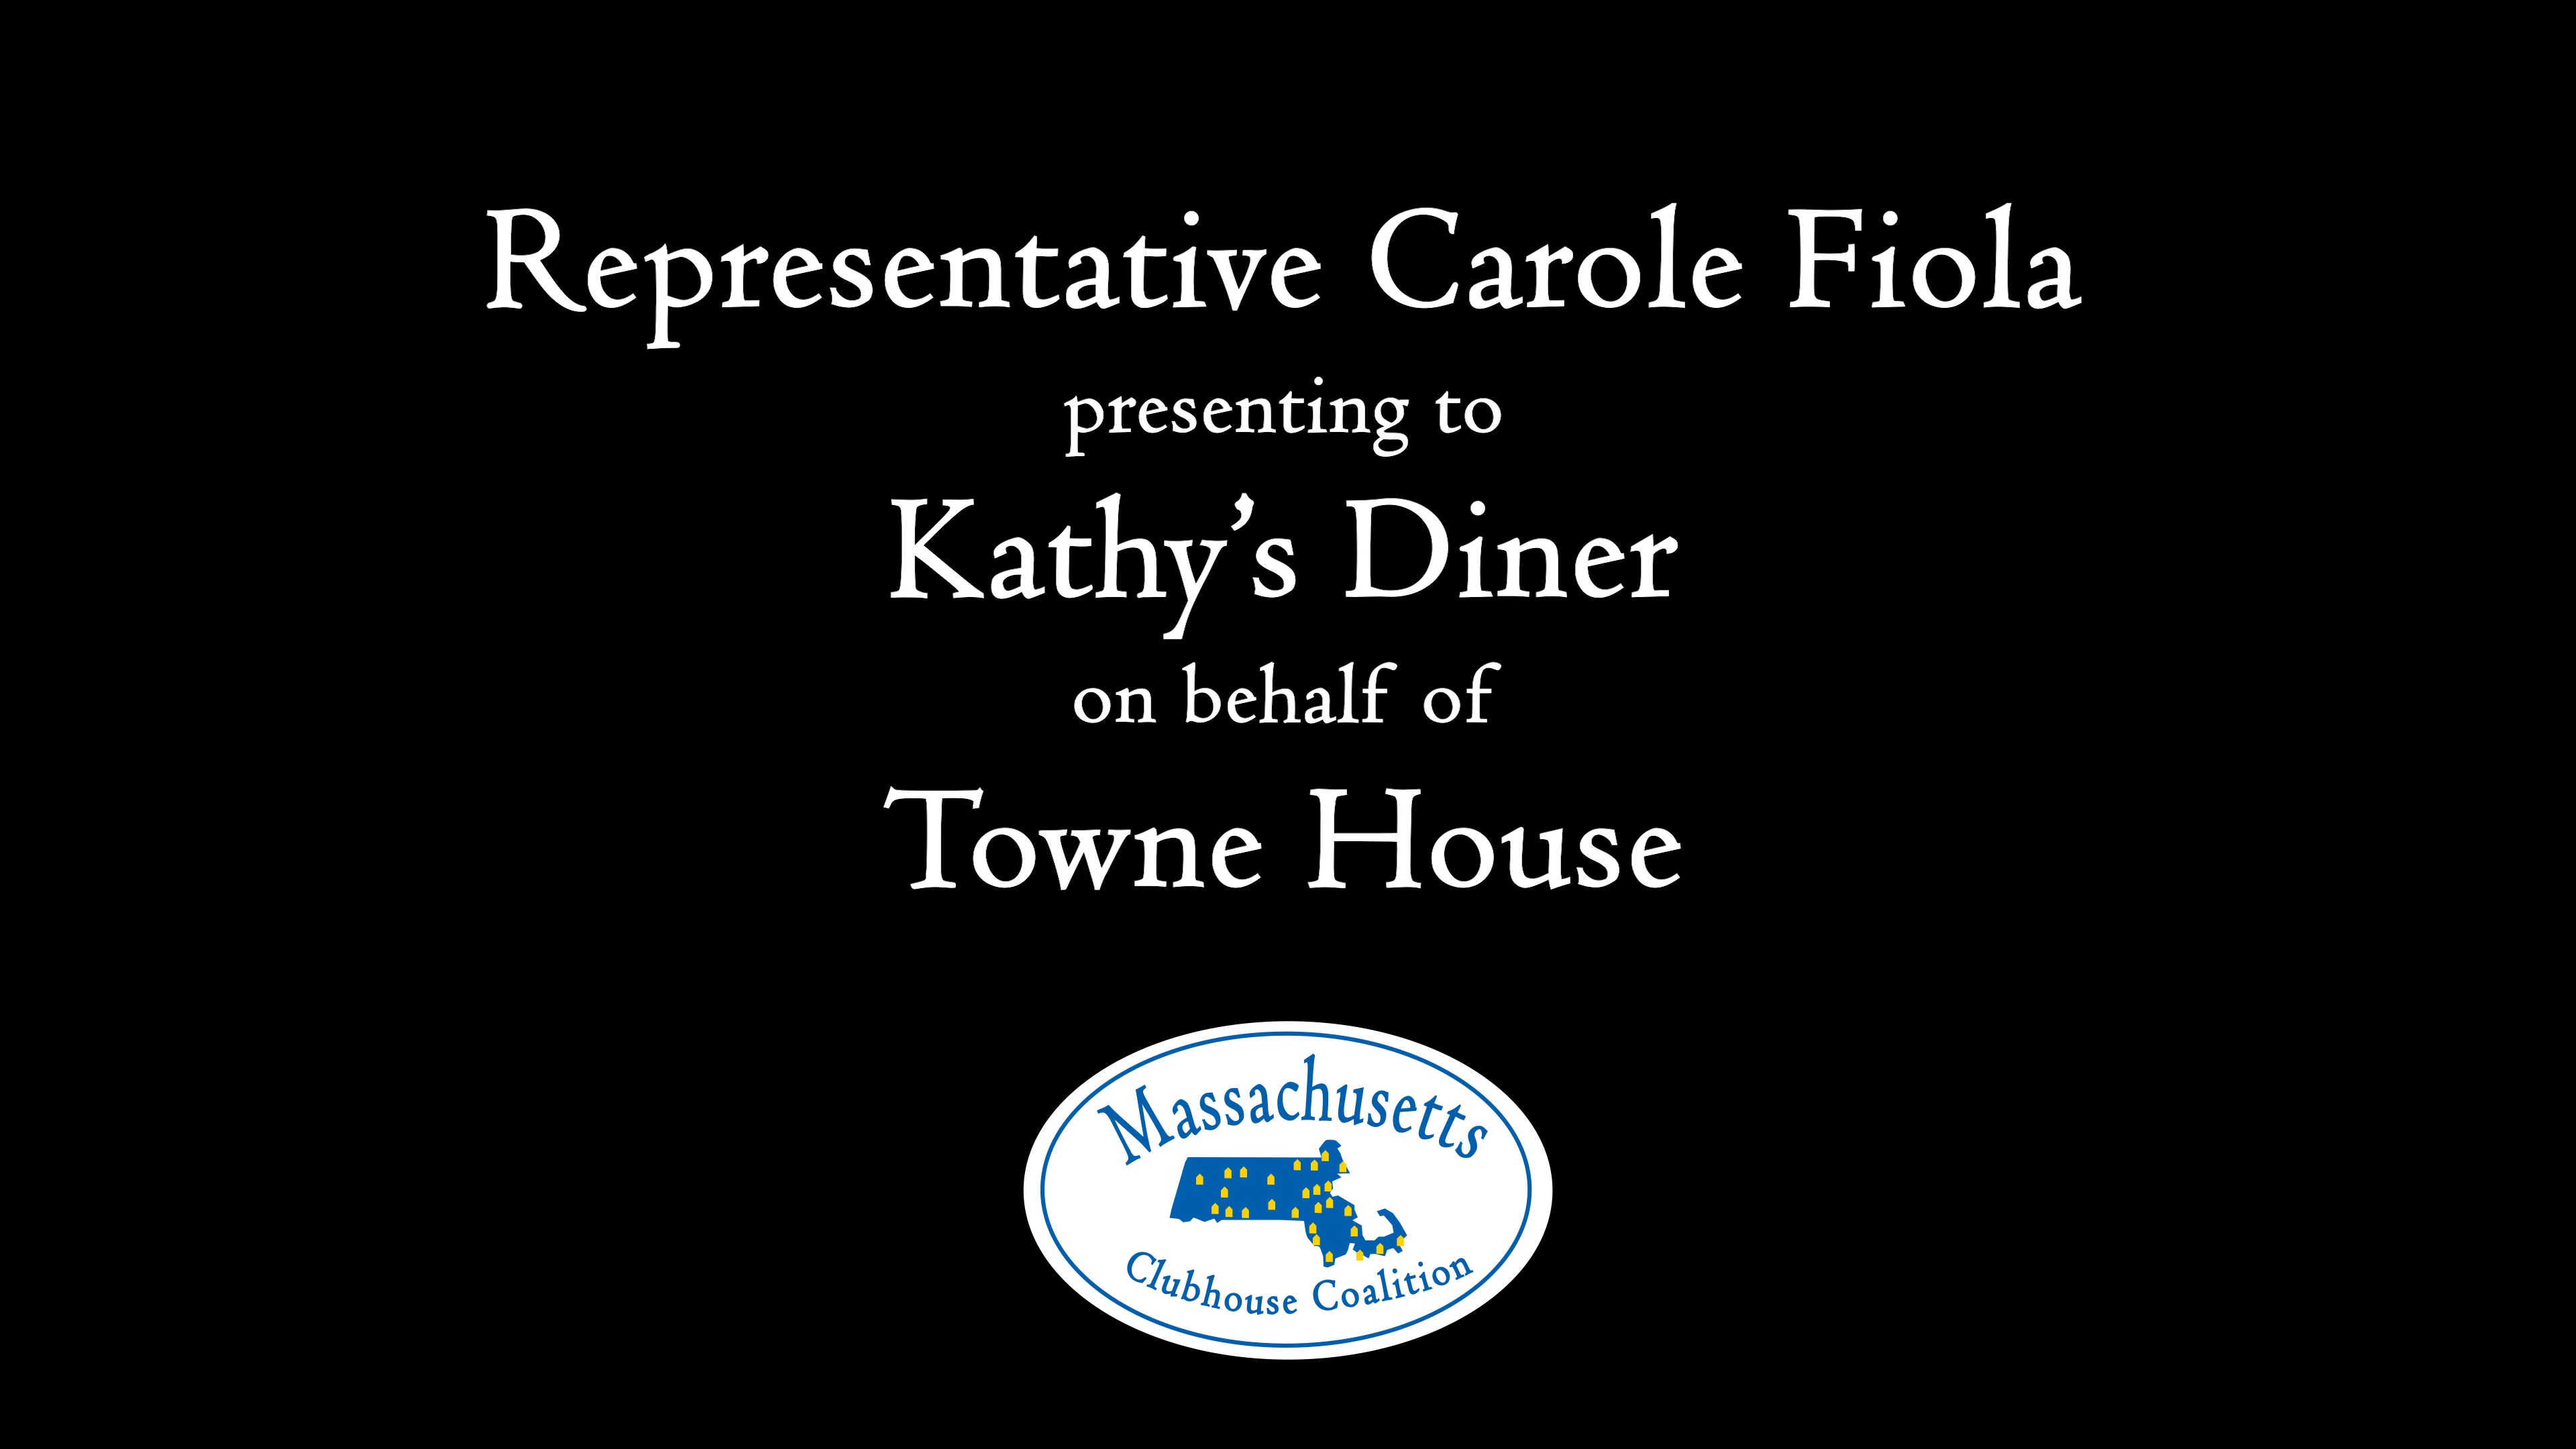 Representative Carole Fiola
presenting to
Kathy’s Diner
on behalf of
Towne House
Massachusetts
Clubhouse Coalition